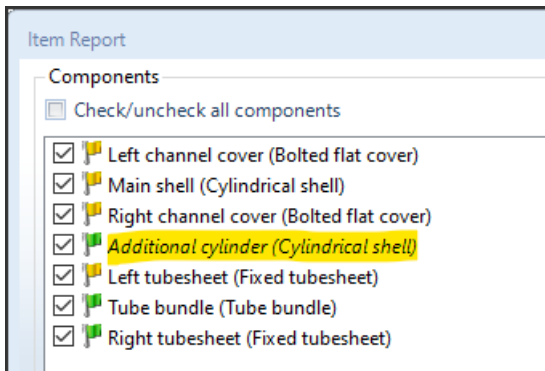 Item Report
Components
Check/uncheck all components
Left channel cover (Bolted flat cover)
Main shell (Cylindrical shell)
Right channel cover (Bolted flat cover)
Additional cylinder (Cylindrical shell)
Left tubesheet (Fixed tubesheet)
Tube bundle (Tube bundle)
Right tubesheet (Fixed tubesheet)